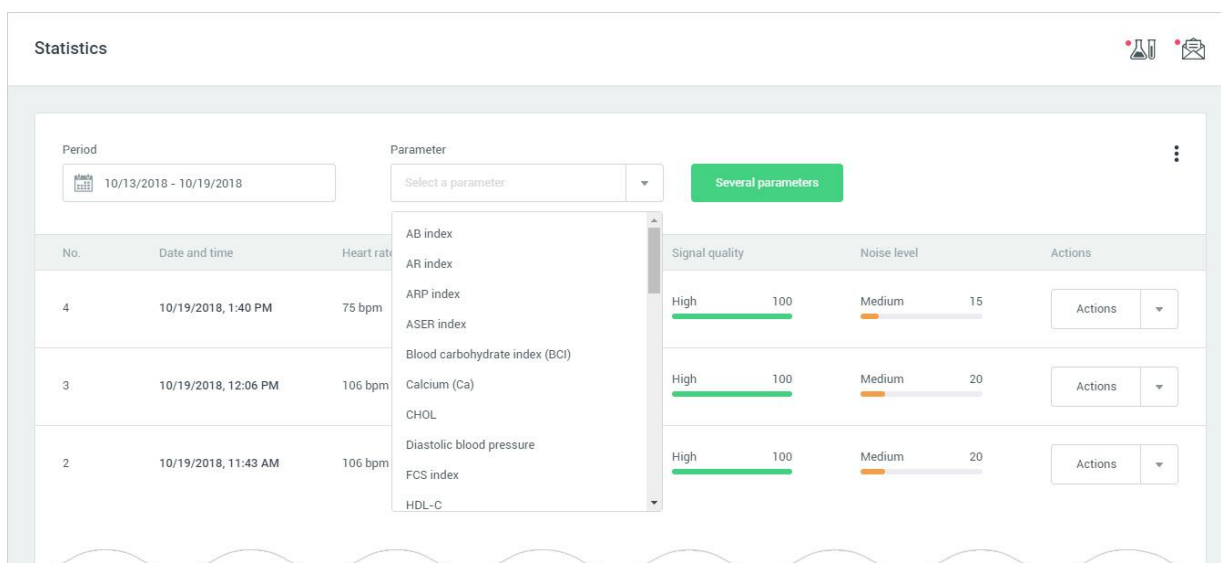 Statistics
Period
Parameter
10/13/2018 - 10/19/2018
Select a parameter
Several parameters
AB index
AR index
ARP index
ASER index
Blood carbohydrate index (BCI)
Calcium (Ca)
CHOL
Diastolic blood pressure
FCS index
HDL-C
No. Date and time Heart rate Signal quality Noise level Actions
4 10/19/2018, 1:40 PM 75 bpm High 100 Medium 15 Actions
3 10/19/2018, 12:06 PM 106 bpm High 100 Medium 20 Actions
2 10/19/2018, 11:43 AM 106 bpm High 100 Medium 20 Actions